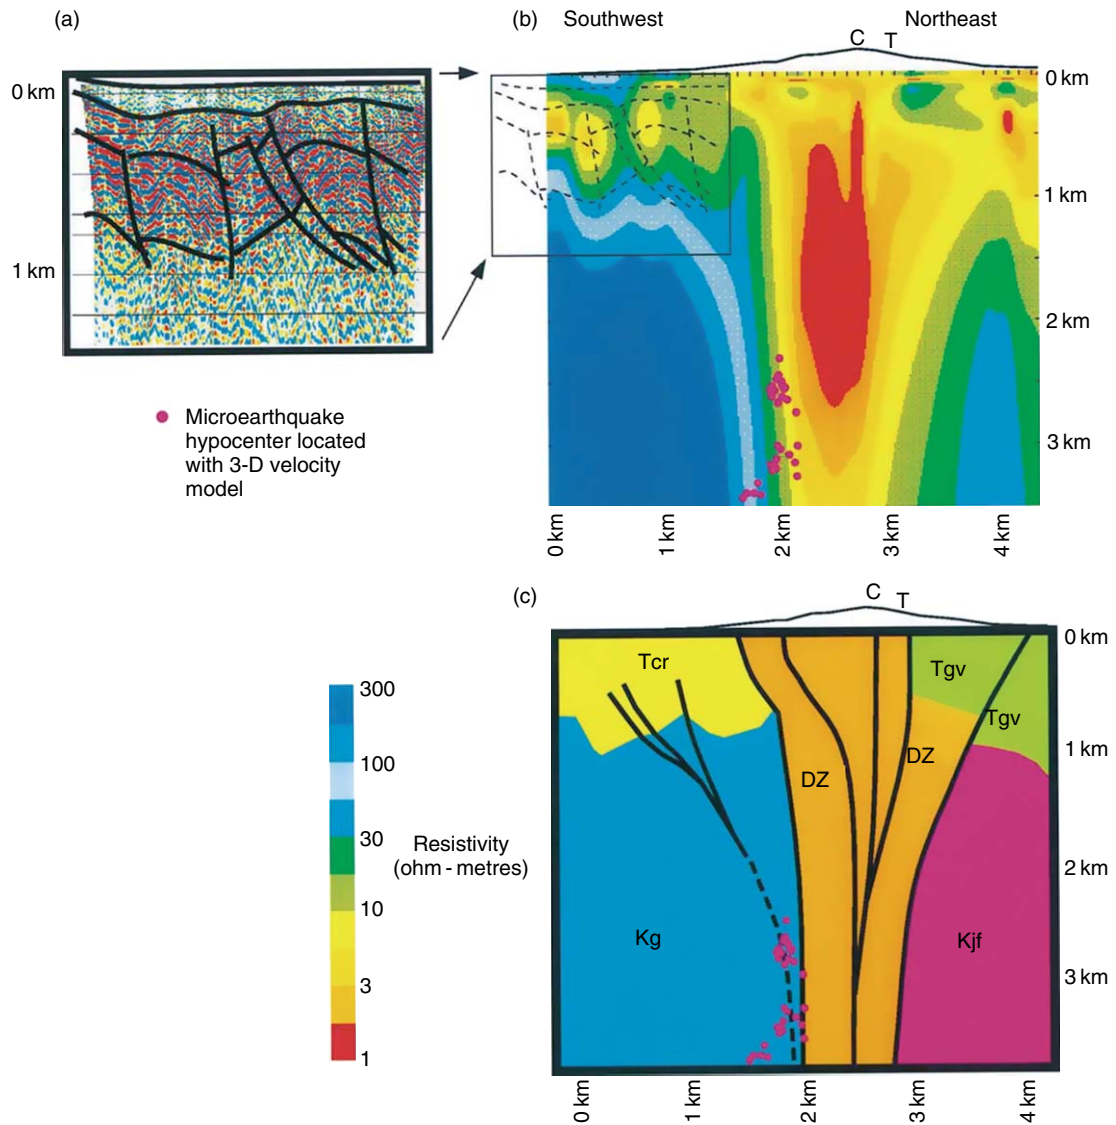 (a)
0 km
1 km
Microearthquake
hypocenter located
with 3-D velocity
model
(b)
Southwest
Northeast
C T
0 km
1 km
2 km
3 km
0 km
1 km
2 km
3 km
4 km
(c)
C T
Tcr
Tgv
Tgv
DZ
DZ
Kg
Kjf
0 km
1 km
2 km
3 km
0 km
1 km
2 km
3 km
4 km
300
100
30
10
3
1
Resistivity
(ohm - metres)